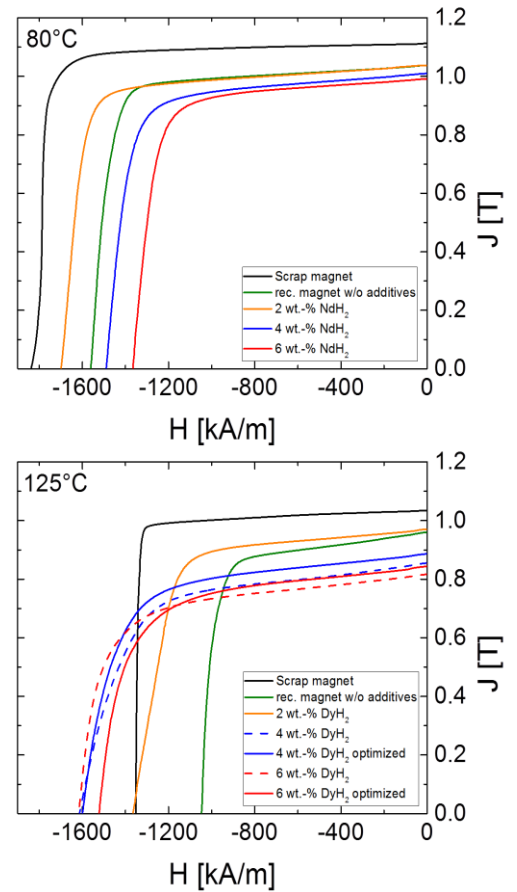 80°C
1.2
1.0
0.8
0.6
0.4
0.2
0.0
J [T]
Scrap magnet
rec. magnet w/o additives
2 wt.-% NdH₂
4 wt.-% NdH₂
6 wt.-% NdH₂
-1600 -1200 -800 -400 0
H [kA/m]
125°C
1.2
1.0
0.8
0.6
0.4
0.2
0.0
J [T]
Scrap magnet
rec. magnet w/o additives
2 wt.-% DyH₂
4 wt.-% DyH₂
4 wt.-% DyH₂ optimized
6 wt.-% DyH₂
6 wt.-% DyH₂ optimized
-1600 -1200 -800 -400 0
H [kA/m]